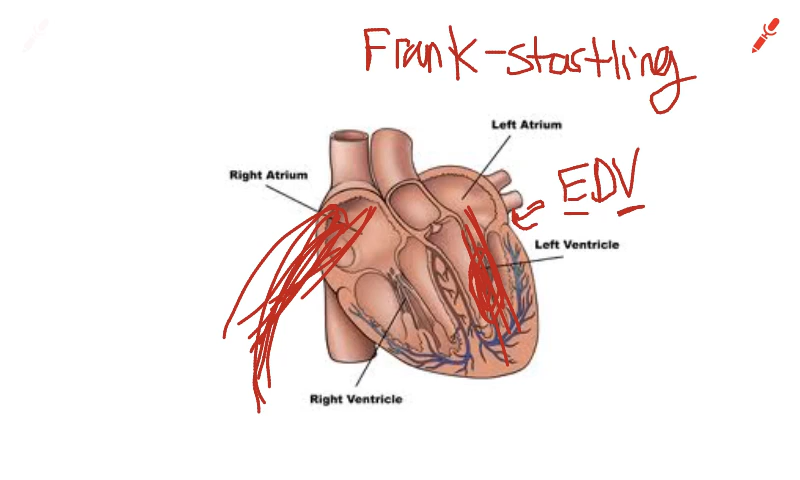 Frank-starling
Left Atrium
Right Atrium
EDV
Left Ventricle
Right Ventricle